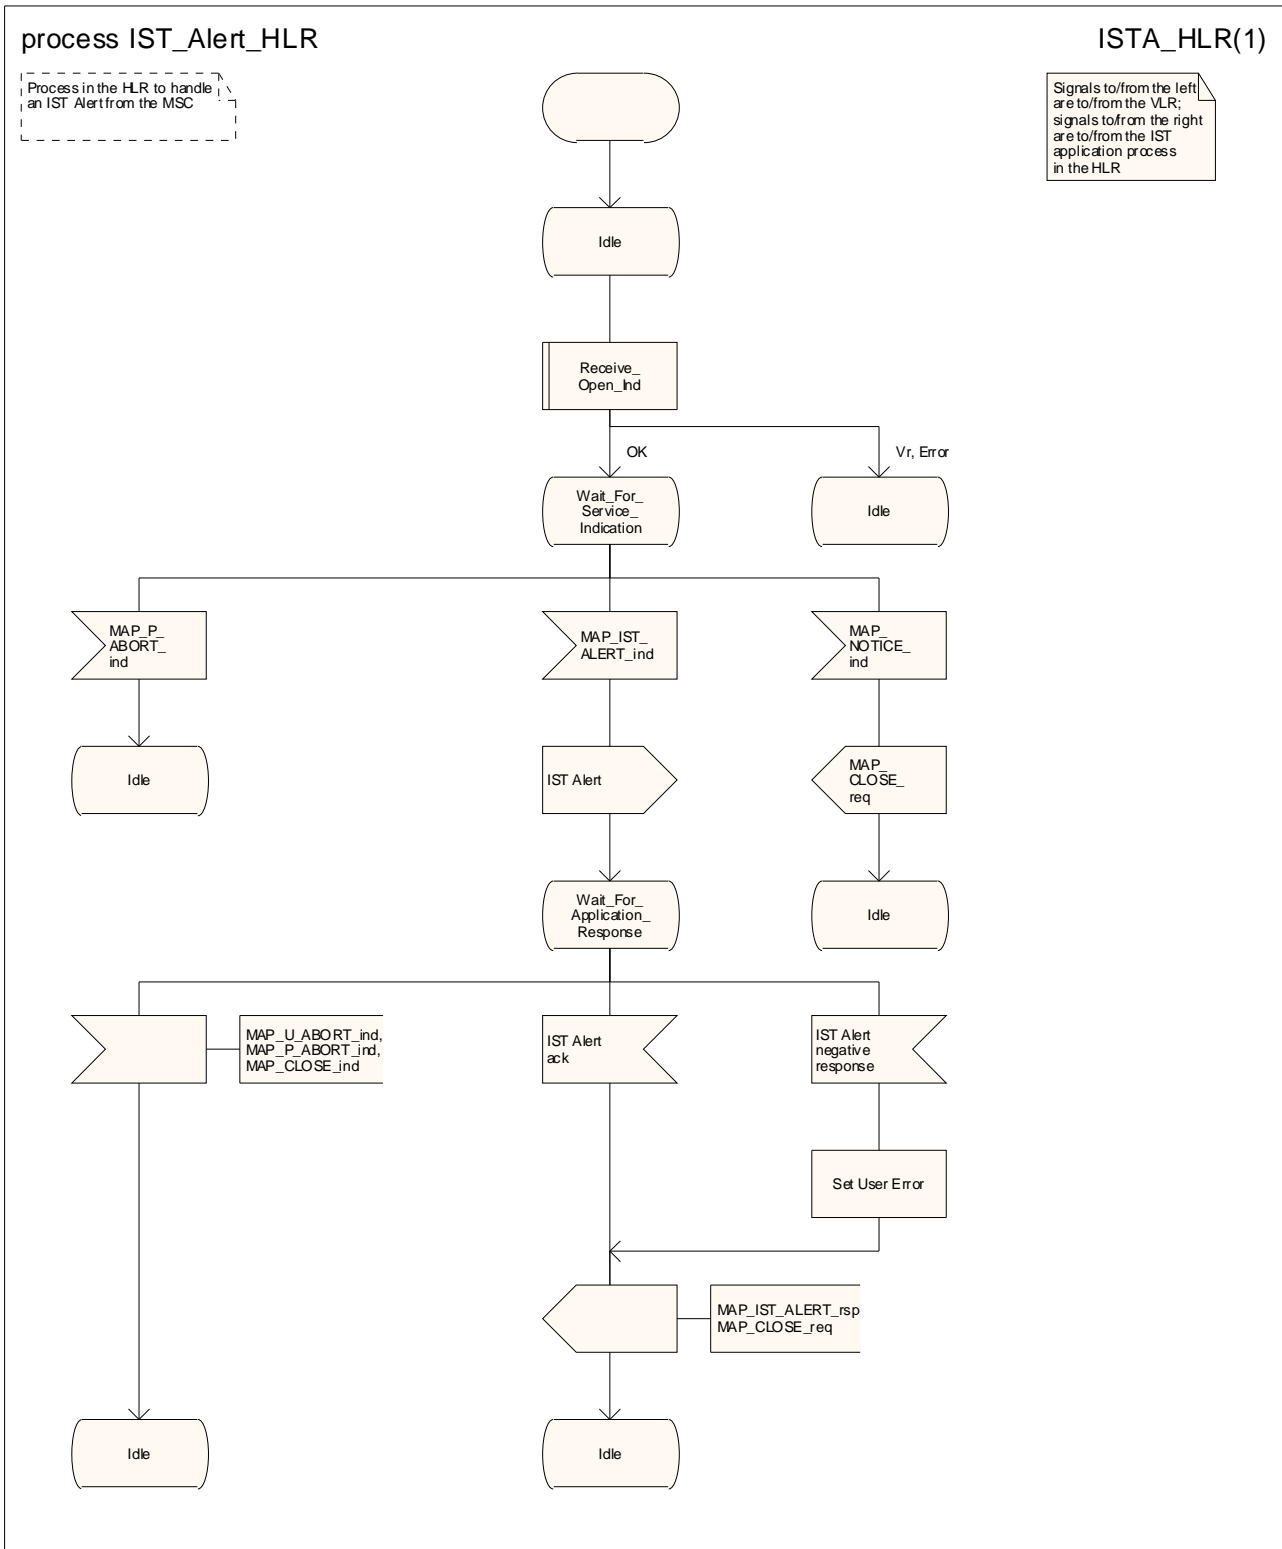 process IST_Alert_HLR
ISTA_HLR(1)
Process in the HLR to handle
an IST Alert from the MSC
Signals to/from the left
are to/from the VLR;
signals to/from the right
are to/from the IST
application process
in the HLR
Idle
Receive_
Open_Ind
OK
Vr, Error
Wait_For_
Service_
Indication
Idle
MAP_P_
ABORT_
ind
MAP_IST_
ALERT_ind
MAP_
NOTICE_
ind
Idle
IST Alert
MAP_
CLOSE_
req
Wait_For_
Application_
Response
Idle
MAP_U_ABORT_ind,
MAP_P_ABORT_ind,
MAP_CLOSE_ind
IST Alert
ack
IST Alert
negative
response
Set User Error
MAP_IST_ALERT_rsp
MAP_CLOSE_req
Idle
Idle